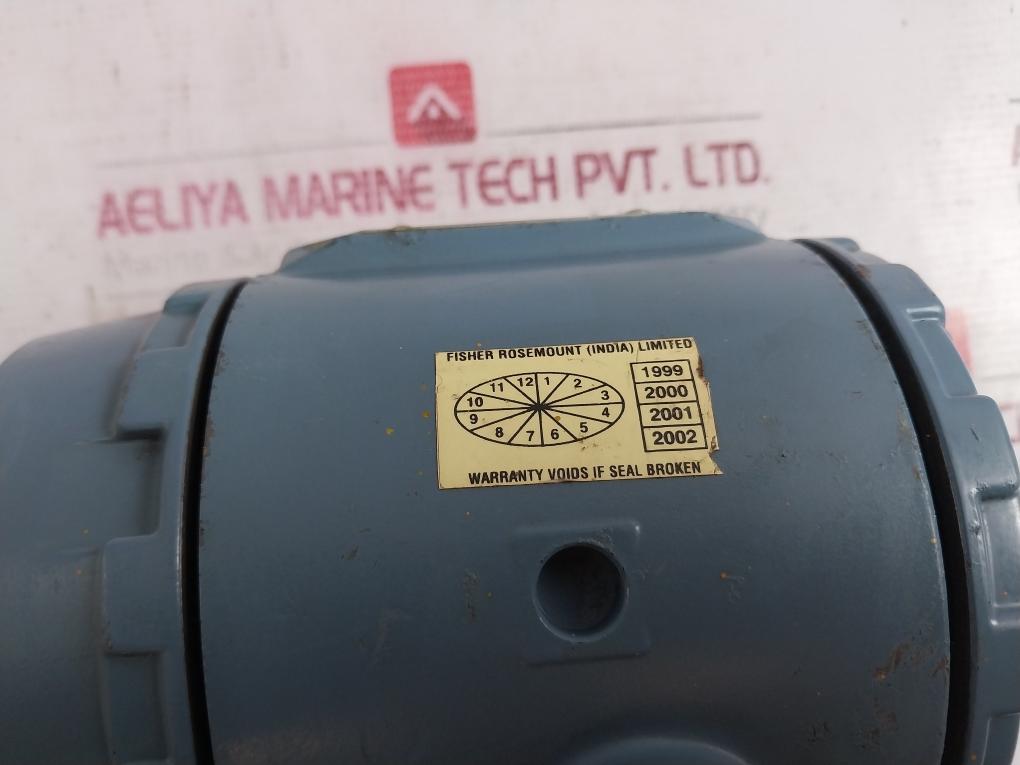 AELIYA MARINE TECH PVT. LTD.
FISHER ROSEMOUNT (INDIA) LIMITED
12 1 2 3 4 5 6 7 8 9 10 11
1999
2000
2001
2002
WARRANTY VOIDS IF SEAL BROKEN